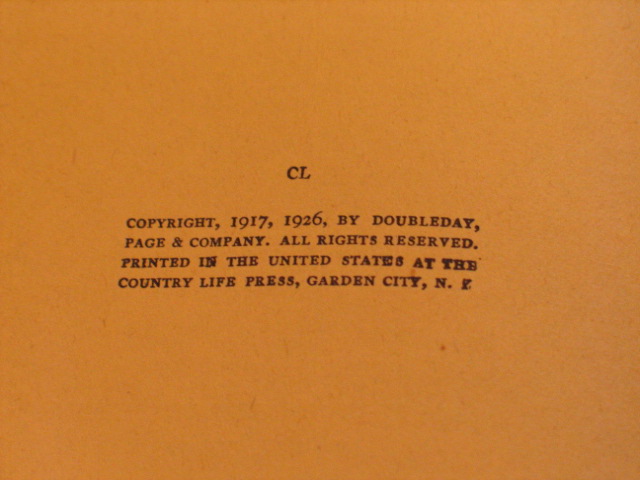 CL
COPYRIGHT, 1917, 1926, BY DOUBLEDAY,
PAGE & COMPANY. ALL RIGHTS RESERVED.
PRINTED IN THE UNITED STATES AT THE
COUNTRY LIFE PRESS, GARDEN CITY, N. Y.